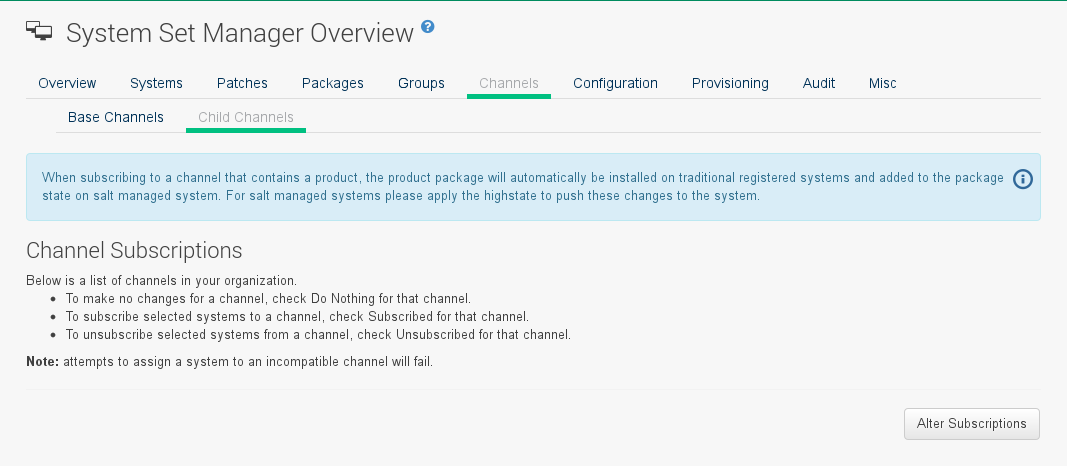 System Set Manager Overview ?
Overview Systems Patches Packages Groups Channels Configuration Provisioning Audit Misc
Base Channels Child Channels
When subscribing to a channel that contains a product, the product package will automatically be installed on traditional registered systems and added to the package
state on salt managed system. For salt managed systems please apply the highstate to push these changes to the system.
Channel Subscriptions
Below is a list of channels in your organization.
• To make no changes for a channel, check Do Nothing for that channel.
• To subscribe selected systems to a channel, check Subscribed for that channel.
• To unsubscribe selected systems from a channel, check Unsubscribed for that channel.
Note: attempts to assign a system to an incompatible channel will fail.
Alter Subscriptions